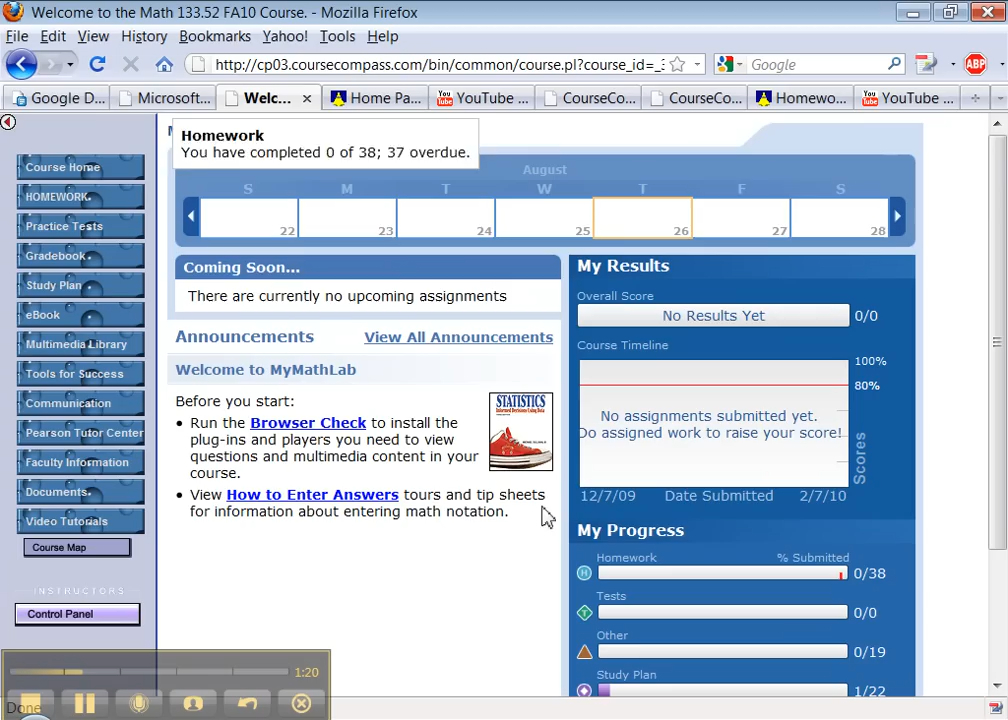 Welcome to the Math 133.52 FA10 Course. - Mozilla Firefox
File Edit View History Bookmarks Yahoo! Tools Help
http://cp03.coursecompass.com/bin/common/course.pl?course_id=_3
Google
ABP
Google D...
Microsoft...
Welc...
Home Pa...
YouTube ...
CourseCo...
CourseCo...
Homewo...
YouTube ...
Homework
You have completed 0 of 38; 37 overdue.
August
S M T W T F S
22 23 24 25 26 27 28
Course Home
HOMEWORK
Practice Tests
Gradebook
Study Plan
eBook
Multimedia Library
Tools for Success
Communication
Pearson Tutor Center
Faculty Information
Documents
Video Tutorials
Course Map
INSTRUCTORS
Control Panel
Coming Soon...
There are currently no upcoming assignments
Announcements View All Announcements
Welcome to MyMathLab
Before you start:
Run the Browser Check to install the
plug-ins and players you need to view
questions and multimedia content in your
course.
View How to Enter Answers tours and tip sheets
for information about entering math notation.
STATISTICS
My Results
Overall Score
No Results Yet 0/0
Course Timeline
100%
80%
No assignments submitted yet.
Do assigned work to raise your score!
Scores
12/7/09 Date Submitted 2/7/10
My Progress
Homework % Submitted
H 0/38
Tests
T 0/0
Other
0/19
Study Plan
1/22
1:20
Done